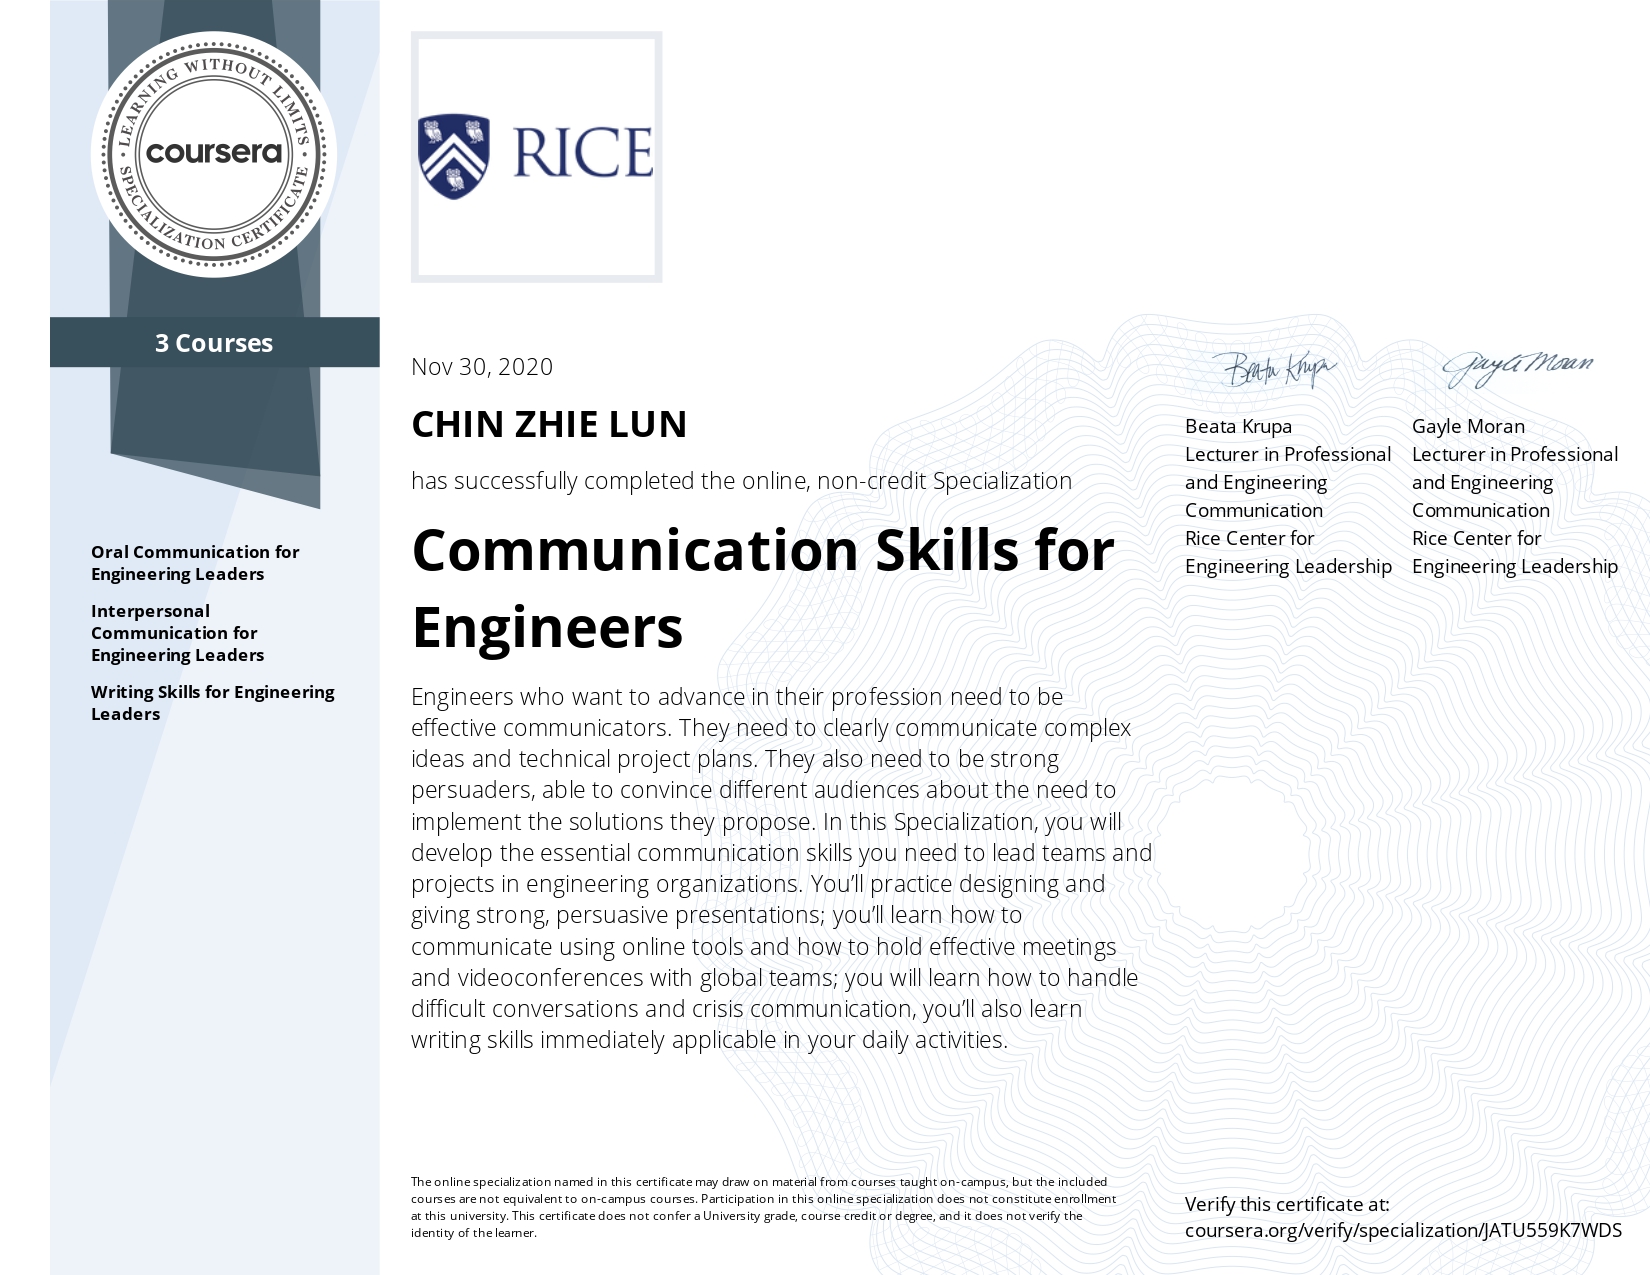 LEARNING WITHOUT LIMITS
coursera
SPECIALIZATION CERTIFICATE
3 Courses
Oral Communication for
Engineering Leaders
Interpersonal
Communication for
Engineering Leaders
Writing Skills for Engineering
Leaders
RICE
Nov 30, 2020
CHIN ZHIE LUN
has successfully completed the online, non-credit Specialization
Communication Skills for
Engineers
Engineers who want to advance in their profession need to be
effective communicators. They need to clearly communicate complex
ideas and technical project plans. They also need to be strong
persuaders, able to convince different audiences about the need to
implement the solutions they propose. In this Specialization, you will
develop the essential communication skills you need to lead teams and
projects in engineering organizations. You’ll practice designing and
giving strong, persuasive presentations; you’ll learn how to
communicate using online tools and how to hold effective meetings
and videoconferences with global teams; you will learn how to handle
difficult conversations and crisis communication, you’ll also learn
writing skills immediately applicable in your daily activities.
Beata Krupa
Beata Krupa
Lecturer in Professional
and Engineering
Communication
Rice Center for
Engineering Leadership
Gayle Moran
Gayle Moran
Lecturer in Professional
and Engineering
Communication
Rice Center for
Engineering Leadership
The online specialization named in this certificate may draw on material from courses taught on-campus, but the included
courses are not equivalent to on-campus courses. Participation in this online specialization does not constitute enrollment
at this university. This certificate does not confer a University grade, course credit or degree, and it does not verify the
identity of the learner.
Verify this certificate at:
coursera.org/verify/specialization/JATU559K7WDS